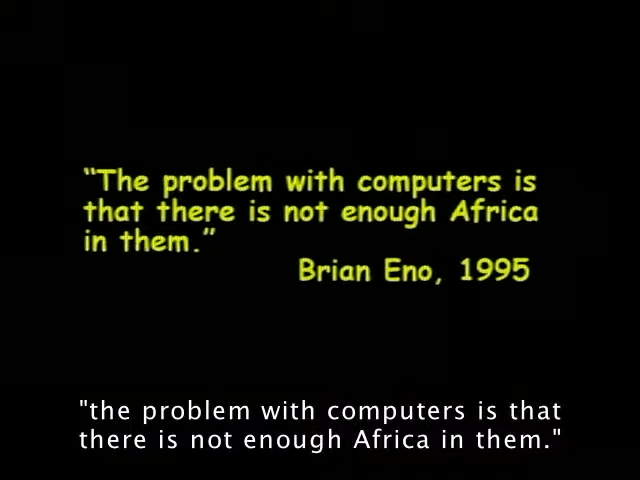 “The problem with computers is
that there is not enough Africa
in them.”
Brian Eno, 1995
"the problem with computers is that
there is not enough Africa in them."